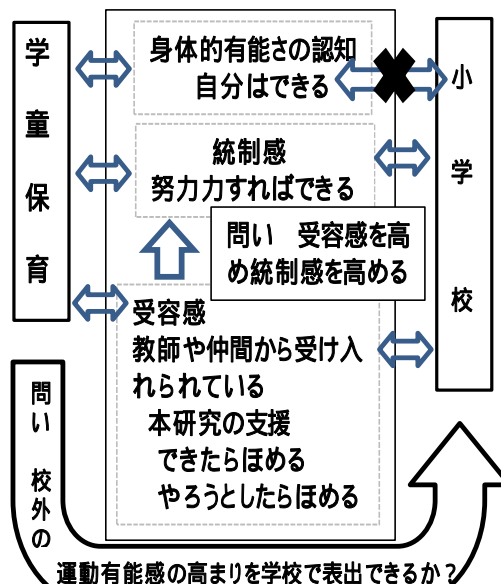 学童保育
身体的有能さの認知
自分はできる
統制感
努力力すればできる
問い　受容感を高
め統制感を高める
受容感
教師や仲間から受け入
れられている
本研究の支援
できたらほめる
やろうとしたらほめる
小学校
問い　校外の
運動有能感の高まりを学校で表出できるか？